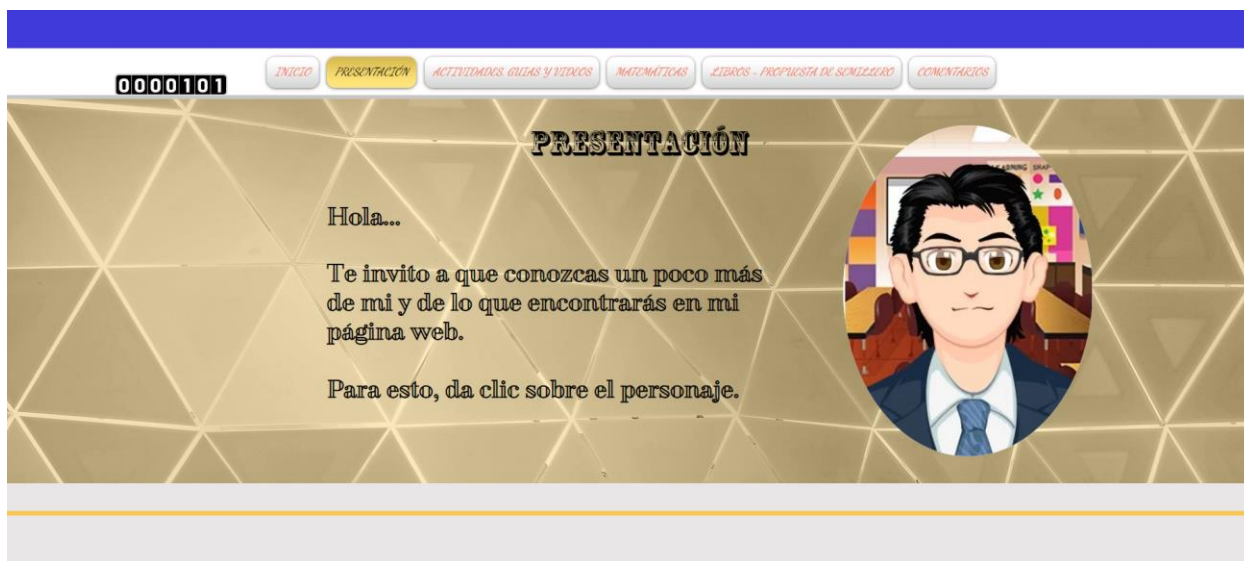 INICIO
PRESENTACIÓN
ACTIVIDADES. GUIAS Y VIDEOS
MATEMÁTICAS
LIBROS - PROPUESTA DE SEMILLERO
COMENTARIOS
0000101
PRESENTACIÓN
Hola...
Te invito a que conozcas un poco más
de mi y de lo que encontrarás en mi
página web.
Para esto, da clic sobre el personaje.